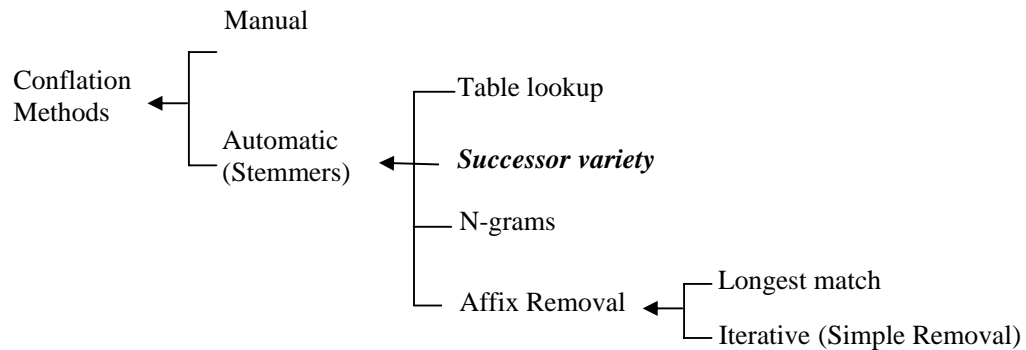 Manual
Conflation
Methods
Automatic
(Stemmers)
Table lookup
Successor variety
N-grams
Affix Removal
Longest match
Iterative (Simple Removal)